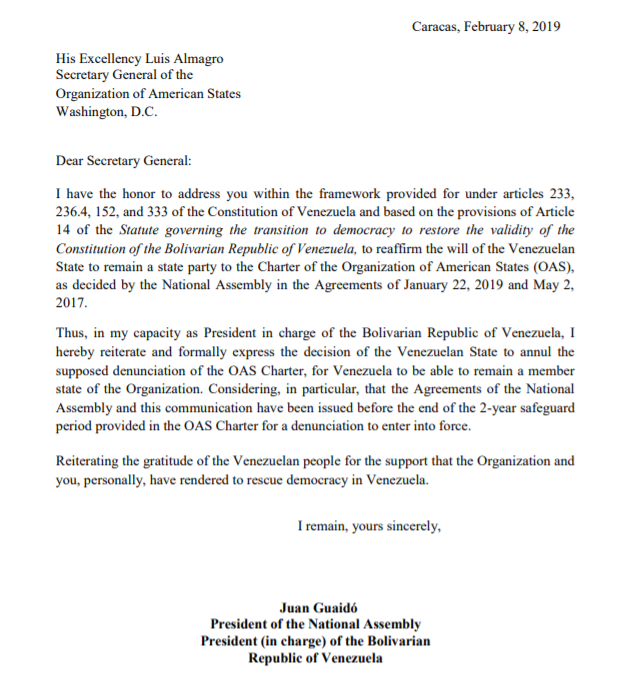 Caracas, February 8, 2019
His Excellency Luis Almagro
Secretary General of the
Organization of American States
Washington, D.C.
Dear Secretary General:
I have the honor to address you within the framework provided for under articles 233,
236.4, 152, and 333 of the Constitution of Venezuela and based on the provisions of Article
14 of the Statute governing the transition to democracy to restore the validity of the
Constitution of the Bolivarian Republic of Venezuela, to reaffirm the will of the Venezuelan
State to remain a state party to the Charter of the Organization of American States (OAS),
as decided by the National Assembly in the Agreements of January 22, 2019 and May 2,
2017.
Thus, in my capacity as President in charge of the Bolivarian Republic of Venezuela, I
hereby reiterate and formally express the decision of the Venezuelan State to annul the
supposed denunciation of the OAS Charter, for Venezuela to be able to remain a member
state of the Organization. Considering, in particular, that the Agreements of the National
Assembly and this communication have been issued before the end of the 2-year safeguard
period provided in the OAS Charter for a denunciation to enter into force.
Reiterating the gratitude of the Venezuelan people for the support that the Organization and
you, personally, have rendered to rescue democracy in Venezuela.
I remain, yours sincerely,
Juan Guaidó
President of the National Assembly
President (in charge) of the Bolivarian
Republic of Venezuela